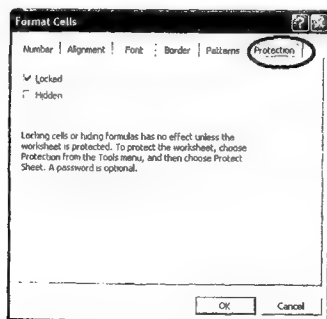 Format Cells
Number Alignment Font Border Patterns Protection
Locked
Hidden
Locking cells or hiding formulas has no effect unless the
worksheet is protected. To protect the worksheet, choose
Protection from the Tools menu, and then choose Protect
Sheet. A password is optional.
OK Cancel